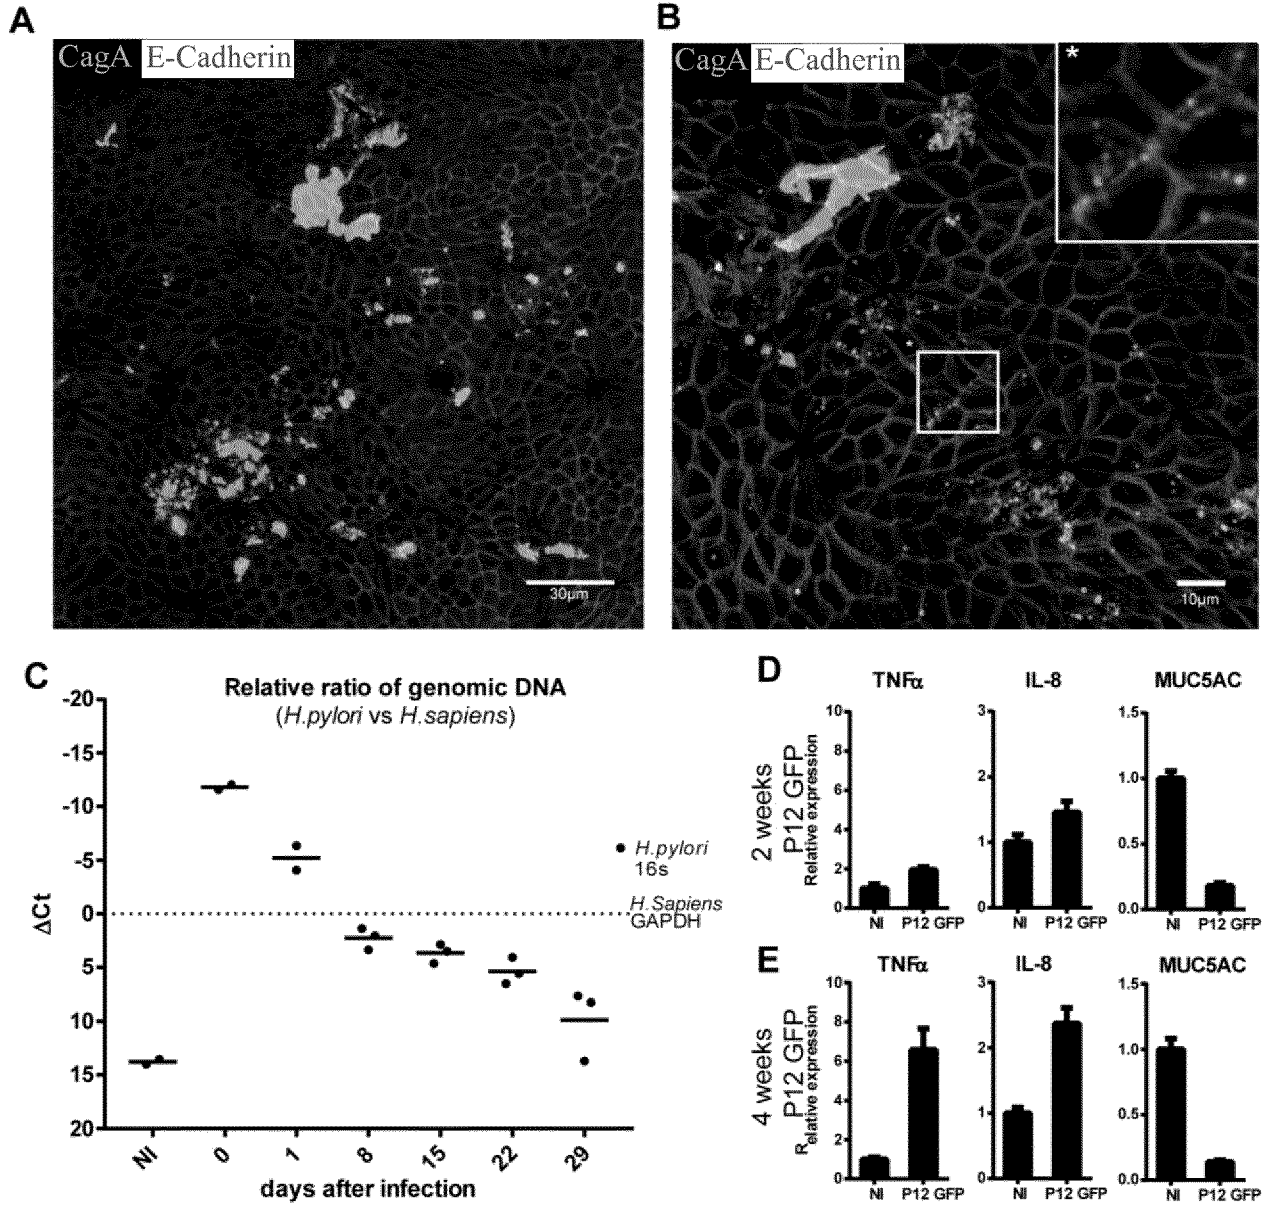 A
CagA E-Cadherin
30µm
B
CagA E-Cadherin
*
*
10µm
C
Relative ratio of genomic DNA
(H.pylori vs H.sapiens)
-20
-15
-10
-5
0
5
10
15
20
ΔCt
H.pylori
16s
H.Sapiens
GAPDH
NI 0 1 8 15 22 29
days after infection
D
2 weeks
P12 GFP
Relative expression
TNFα
10
8
6
4
2
0
NI P12 GFP
IL-8
3
2
1
0
NI P12 GFP
MUC5AC
1.5
1.0
0.5
0.0
NI P12 GFP
E
4 weeks
P12 GFP
Relative expression
TNFα
10
8
6
4
2
0
NI P12 GFP
IL-8
3
2
1
0
NI P12 GFP
MUC5AC
1.5
1.0
0.5
0.0
NI P12 GFP